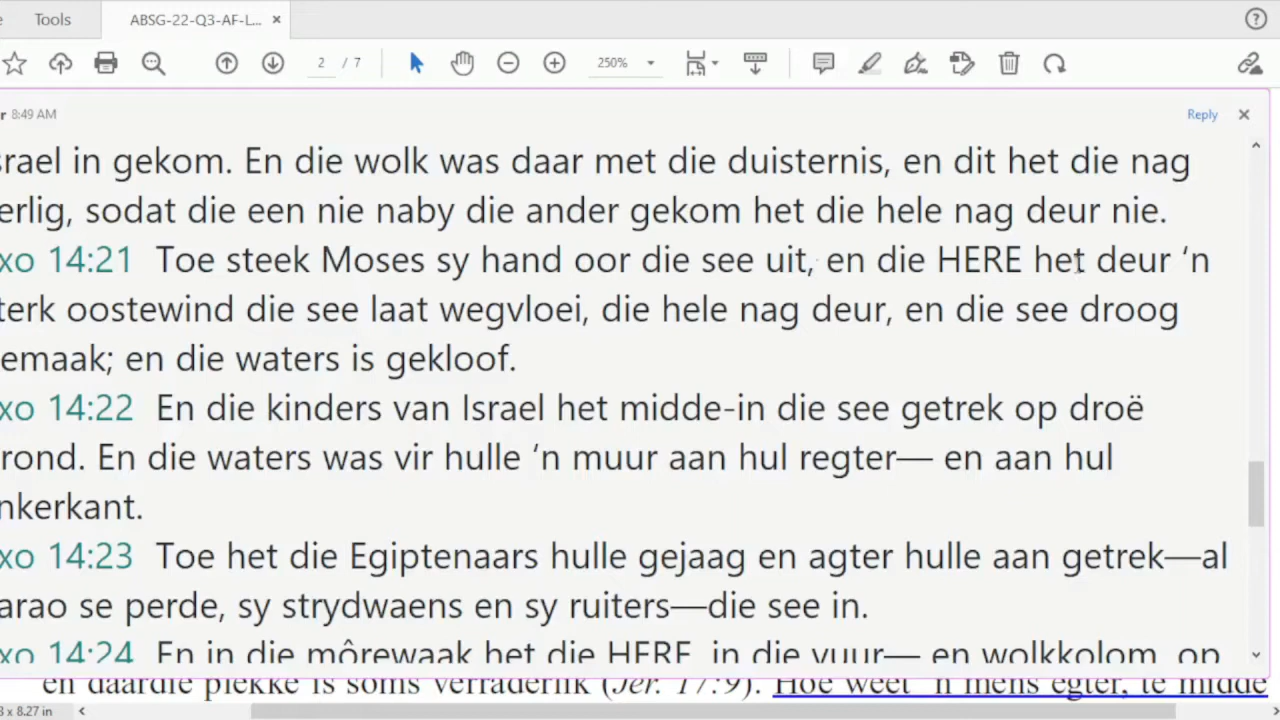 e Tools ABSG-22-Q3-AF-L... ×
2 / 7 250%
r 8:49 AM Reply
srael in gekom. En die wolk was daar met die duisternis, en dit het die nag
erlig, sodat die een nie naby die ander gekom het die hele nag deur nie.
xo 14:21 Toe steek Moses sy hand oor die see uit, en die HERE het deur ‘n
terk oostewind die see laat wegvloei, die hele nag deur, en die see droog
emaak; en die waters is gekloof.
xo 14:22 En die kinders van Israel het midde-in die see getrek op droë
rond. En die waters was vir hulle ‘n muur aan hul regter— en aan hul
nkerkant.
xo 14:23 Toe het die Egiptenaars hulle gejaag en agter hulle aan getrek—al
arao se perde, sy strydwaens en sy ruiters—die see in.
xo 14:24 En in die môrewaak het die HERE, in die vuur— en wolkkolom, op
en daardie plekke is soms verraderlik (Jer. 17:9). Hoe weet ’n mens egter, te midde
3 x 8.27 in